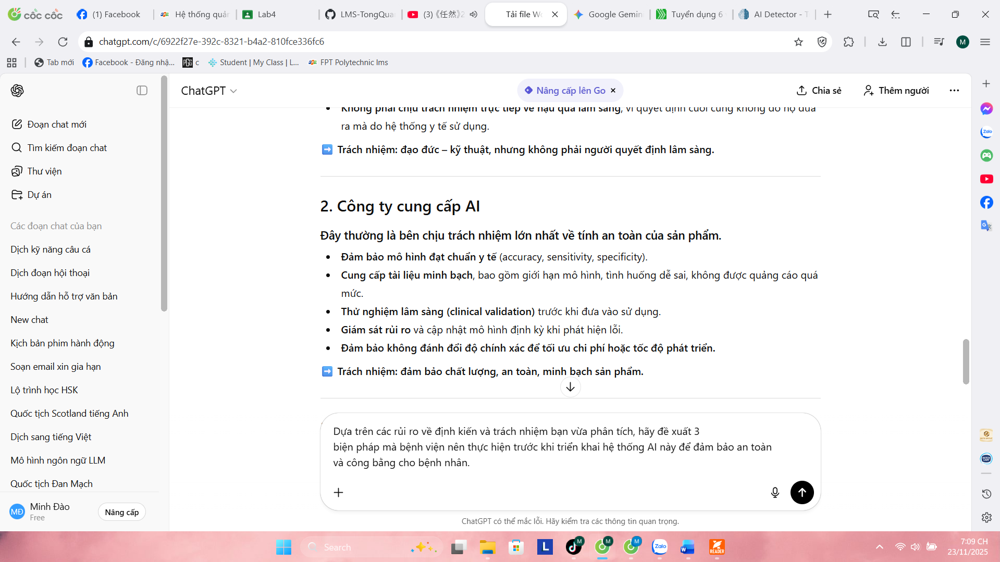 cốc cốc
(1) Facebook
Hệ thống quản
Lab4
LMS-TongQua
(3)《任然》2
Tải file Wo
Google Gemin
Tuyển dụng 6
AI Detector - T
chatgpt.com/c/6922f27e-392c-8321-b4a2-810fce336fc6
M
Tab mới
Facebook - Đăng nhậ...
PGG c
Student | My Class | L...
FPT Polytechnic lms
ChatGPT
Nâng cấp lên Go
Chia sẻ
Thêm người
Đoạn chat mới
Tìm kiếm đoạn chat
Thư viện
Dự án
Các đoạn chat của bạn
Dịch kỹ năng câu cá
Dịch đoạn hội thoại
Hướng dẫn hỗ trợ văn bản
New chat
Kịch bản phim hành động
Soạn email xin gia hạn
Lộ trình học HSK
Quốc tịch Scotland tiếng Anh
Dịch sang tiếng Việt
Mô hình ngôn ngữ LLM
Quốc tịch Đan Mạch
MĐ
Minh Đào
Free
Nâng cấp
Không phải chịu trách nhiệm trực tiếp về hậu quả lâm sàng, vì quyết định cuối cùng không do họ đưa
ra mà do hệ thống y tế sử dụng.
➡️ Trách nhiệm: đạo đức – kỹ thuật, nhưng không phải người quyết định lâm sàng.
2. Công ty cung cấp AI
Đây thường là bên chịu trách nhiệm lớn nhất về tính an toàn của sản phẩm.
Đảm bảo mô hình đạt chuẩn y tế (accuracy, sensitivity, specificity).
Cung cấp tài liệu minh bạch, bao gồm giới hạn mô hình, tình huống dễ sai, không được quảng cáo quá
mức.
Thử nghiệm lâm sàng (clinical validation) trước khi đưa vào sử dụng.
Giám sát rủi ro và cập nhật mô hình định kỳ khi phát hiện lỗi.
Đảm bảo không đánh đổi độ chính xác để tối ưu chi phí hoặc tốc độ phát triển.
➡️ Trách nhiệm: đảm bảo chất lượng, an toàn, minh bạch sản phẩm.
Dựa trên các rủi ro về định kiến và trách nhiệm bạn vừa phân tích, hãy đề xuất 3
biện pháp mà bệnh viện nên thực hiện trước khi triển khai hệ thống AI này để đảm bảo an toàn
và công bằng cho bệnh nhân.
ChatGPT có thể mắc lỗi. Hãy kiểm tra các thông tin quan trọng.
Zalo
Search
L
M
M
M
Zalo
W
READER
7:09 CH
23/11/2025